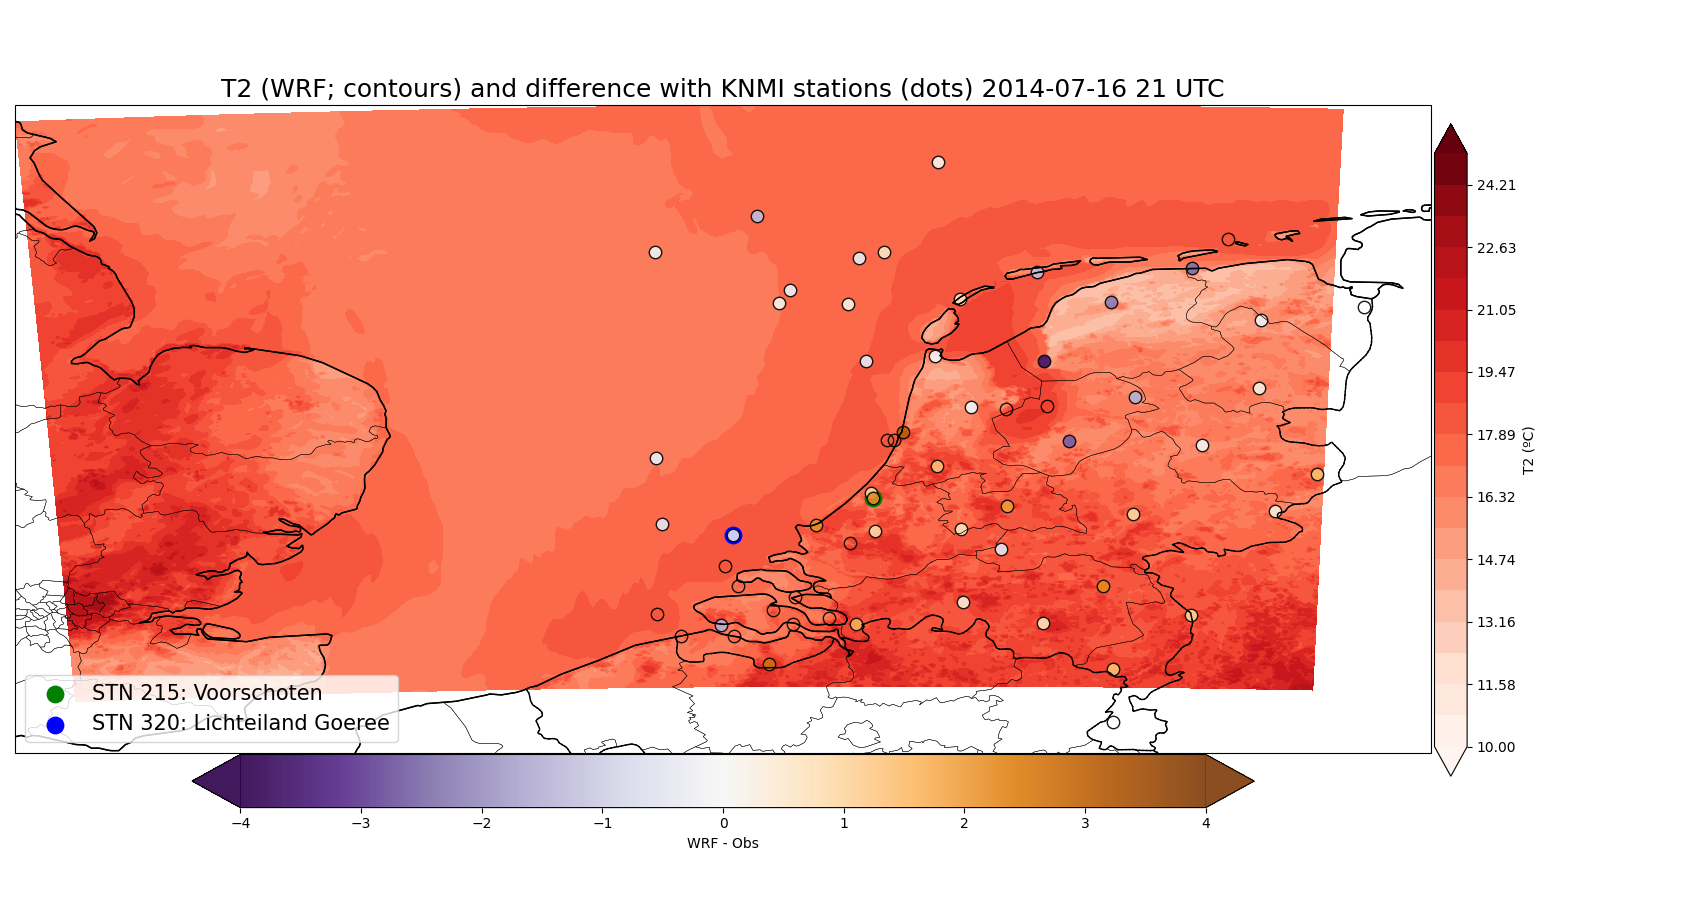 T2 (WRF; contours) and difference with KNMI stations (dots) 2014-07-16 21 UTC
24.21
22.63
21.05
19.47
17.89
16.32
14.74
13.16
11.58
10.00
T2 (ºC)
STN 215: Voorschoten
STN 320: Lichteiland Goeree
−4 −3 −2 −1 0 1 2 3 4
WRF - Obs